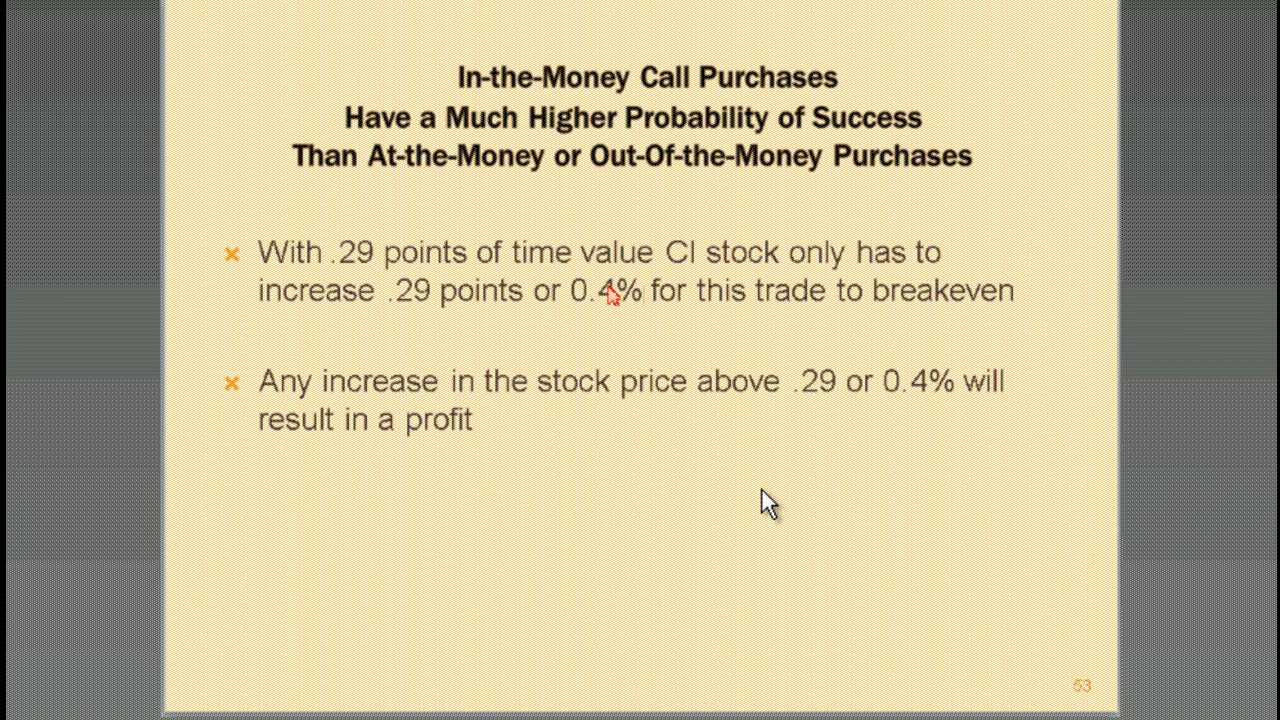 In-the-Money Call Purchases
Have a Much Higher Probability of Success
Than At-the-Money or Out-Of-the-Money Purchases
With .29 points of time value CI stock only has to
increase .29 points or 0.4% for this trade to breakeven
Any increase in the stock price above .29 or 0.4% will
result in a profit
53